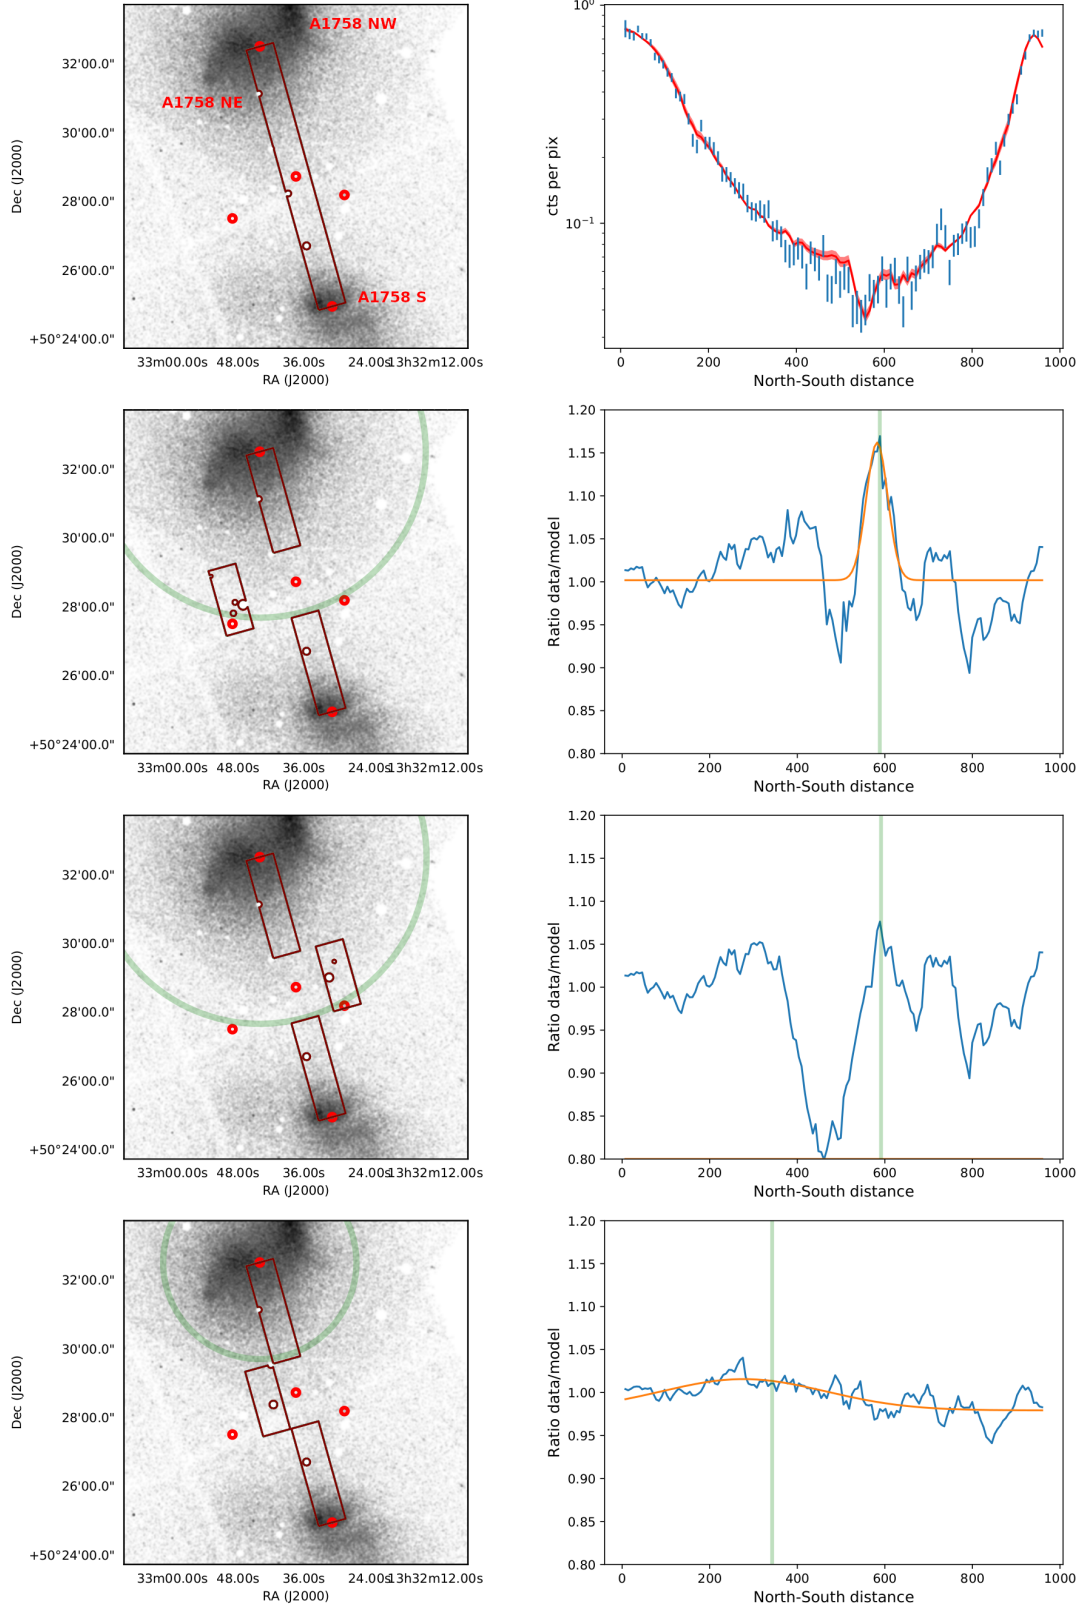 A1758 NW
A1758 NE
A1758 S
32'00.0"
30'00.0"
28'00.0"
26'00.0"
+50°24'00.0"
Dec (J2000)
33m00.00s 48.00s 36.00s 24.00s 13h32m12.00s
RA (J2000)
10⁰
10⁻¹
cts per pix
0 200 400 600 800 1000
North-South distance
32'00.0"
30'00.0"
28'00.0"
26'00.0"
+50°24'00.0"
Dec (J2000)
33m00.00s 48.00s 36.00s 24.00s 13h32m12.00s
RA (J2000)
1.20
1.15
1.10
1.05
1.00
0.95
0.90
0.85
0.80
Ratio data/model
0 200 400 600 800 1000
North-South distance
32'00.0"
30'00.0"
28'00.0"
26'00.0"
+50°24'00.0"
Dec (J2000)
33m00.00s 48.00s 36.00s 24.00s 13h32m12.00s
RA (J2000)
1.20
1.15
1.10
1.05
1.00
0.95
0.90
0.85
0.80
Ratio data/model
0 200 400 600 800 1000
North-South distance
32'00.0"
30'00.0"
28'00.0"
26'00.0"
+50°24'00.0"
Dec (J2000)
33m00.00s 48.00s 36.00s 24.00s 13h32m12.00s
RA (J2000)
1.20
1.15
1.10
1.05
1.00
0.95
0.90
0.85
0.80
Ratio data/model
0 200 400 600 800 1000
North-South distance